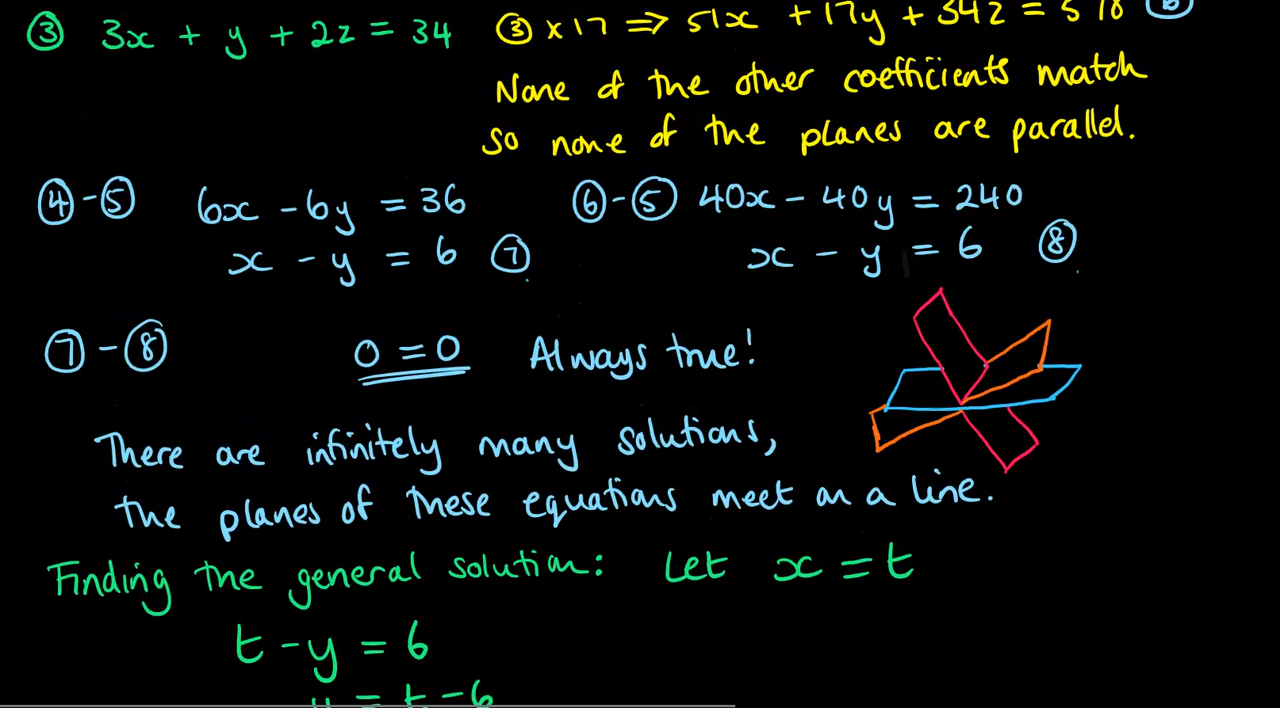 ③ 3x + y + 2z = 34
③ x 17 ⇒ 51x + 17y + 34z = 578 ⑥
None of the other coefficients match
so none of the planes are parallel.
④-⑤ 6x - 6y = 36
x - y = 6 ⑦
⑥-⑤ 40x - 40y = 240
x - y = 6 ⑧
⑦-⑧ 0 = 0 Always true!
There are infinitely many solutions,
the planes of these equations meet on a line.
Finding the general solution: Let x = t
t - y = 6
y = t - 6